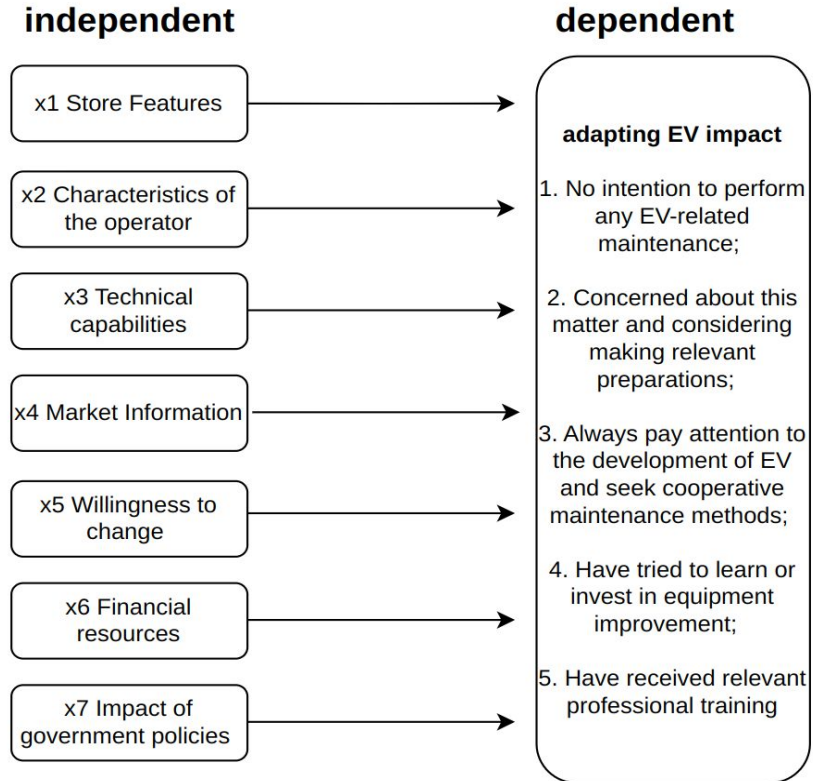 independent
dependent
x1 Store Features
x2 Characteristics of
the operator
x3 Technical
capabilities
x4 Market Information
x5 Willingness to
change
x6 Financial
resources
x7 Impact of
government policies
adapting EV impact
1. No intention to perform
any EV-related
maintenance;
2. Concerned about this
matter and considering
making relevant
preparations;
3. Always pay attention to
the development of EV
and seek cooperative
maintenance methods;
4. Have tried to learn or
invest in equipment
improvement;
5. Have received relevant
professional training